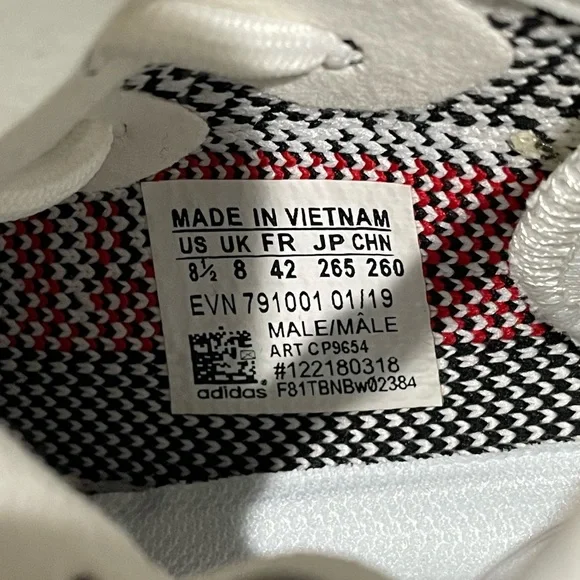 MADE IN VIETNAM
US UK FR JP CHN
8½ 8 42 265 260
EVN 791001 01/19
MALE/MÂLE
ART CP9654
#122180318
adidas F81TBNBw02384